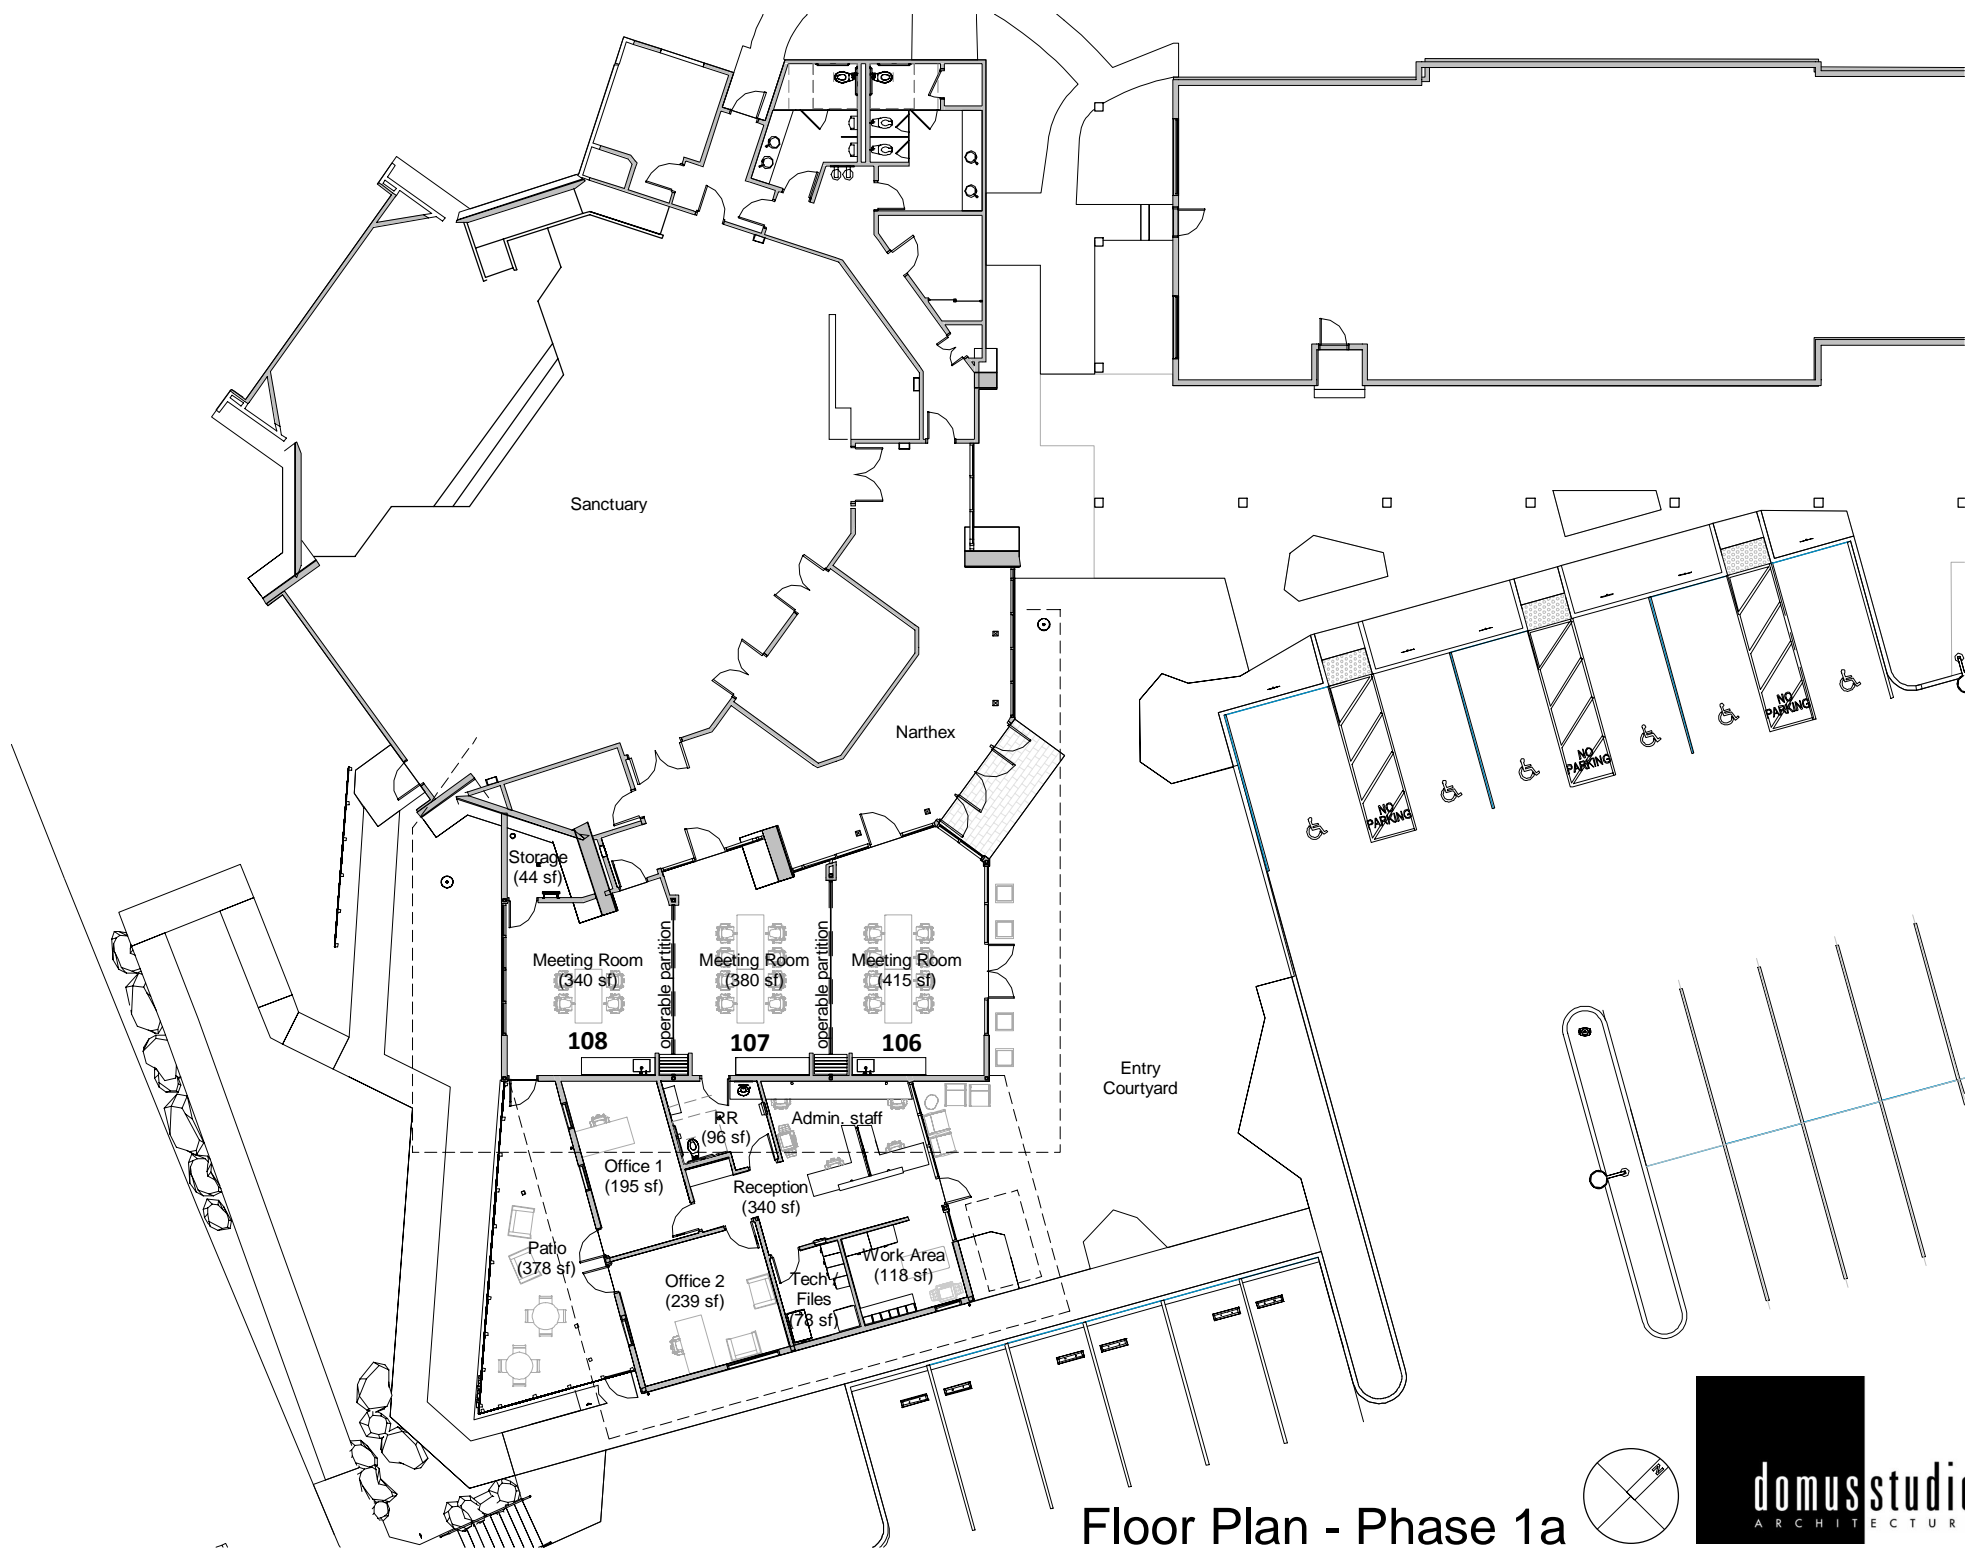 Sanctuary
Narthex
NO
PARKING
NO
PARKING
NO
PARKING
Storage
(44 sf)
Meeting Room
(340 sf)
108
operable partition
Meeting Room
(380 sf)
107
operable partition
Meeting Room
(415 sf)
106
Entry
Courtyard
RR
(96 sf)
Admin. staff
Office 1
(195 sf)
Reception
(340 sf)
Patio
(378 sf)
Office 2
(239 sf)
Tech /
Files
(78 sf)
Work Area
(118 sf)
Floor Plan - Phase 1a
N
domusstudio
ARCHITECTUR